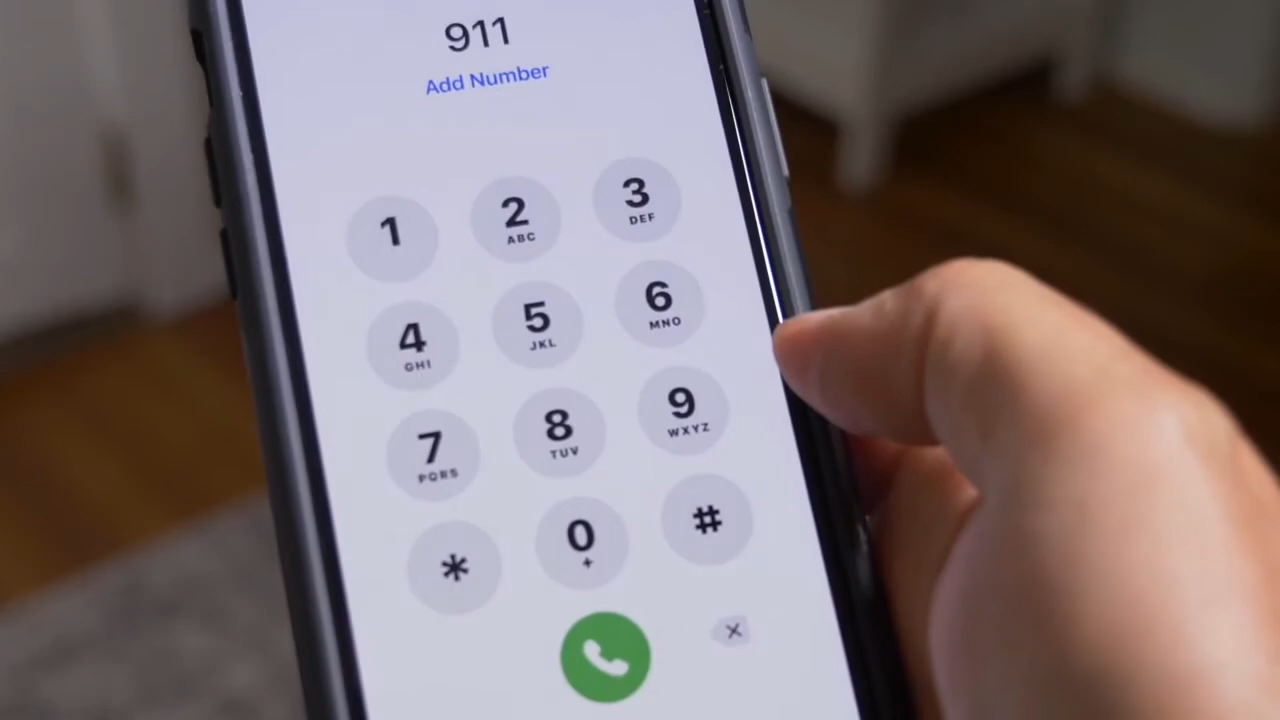 911
Add Number
1 2 3
ABC DEF
4 5 6
GHI JKL MNO
7 8 9
PQRS TUV WXYZ
* 0 #
+